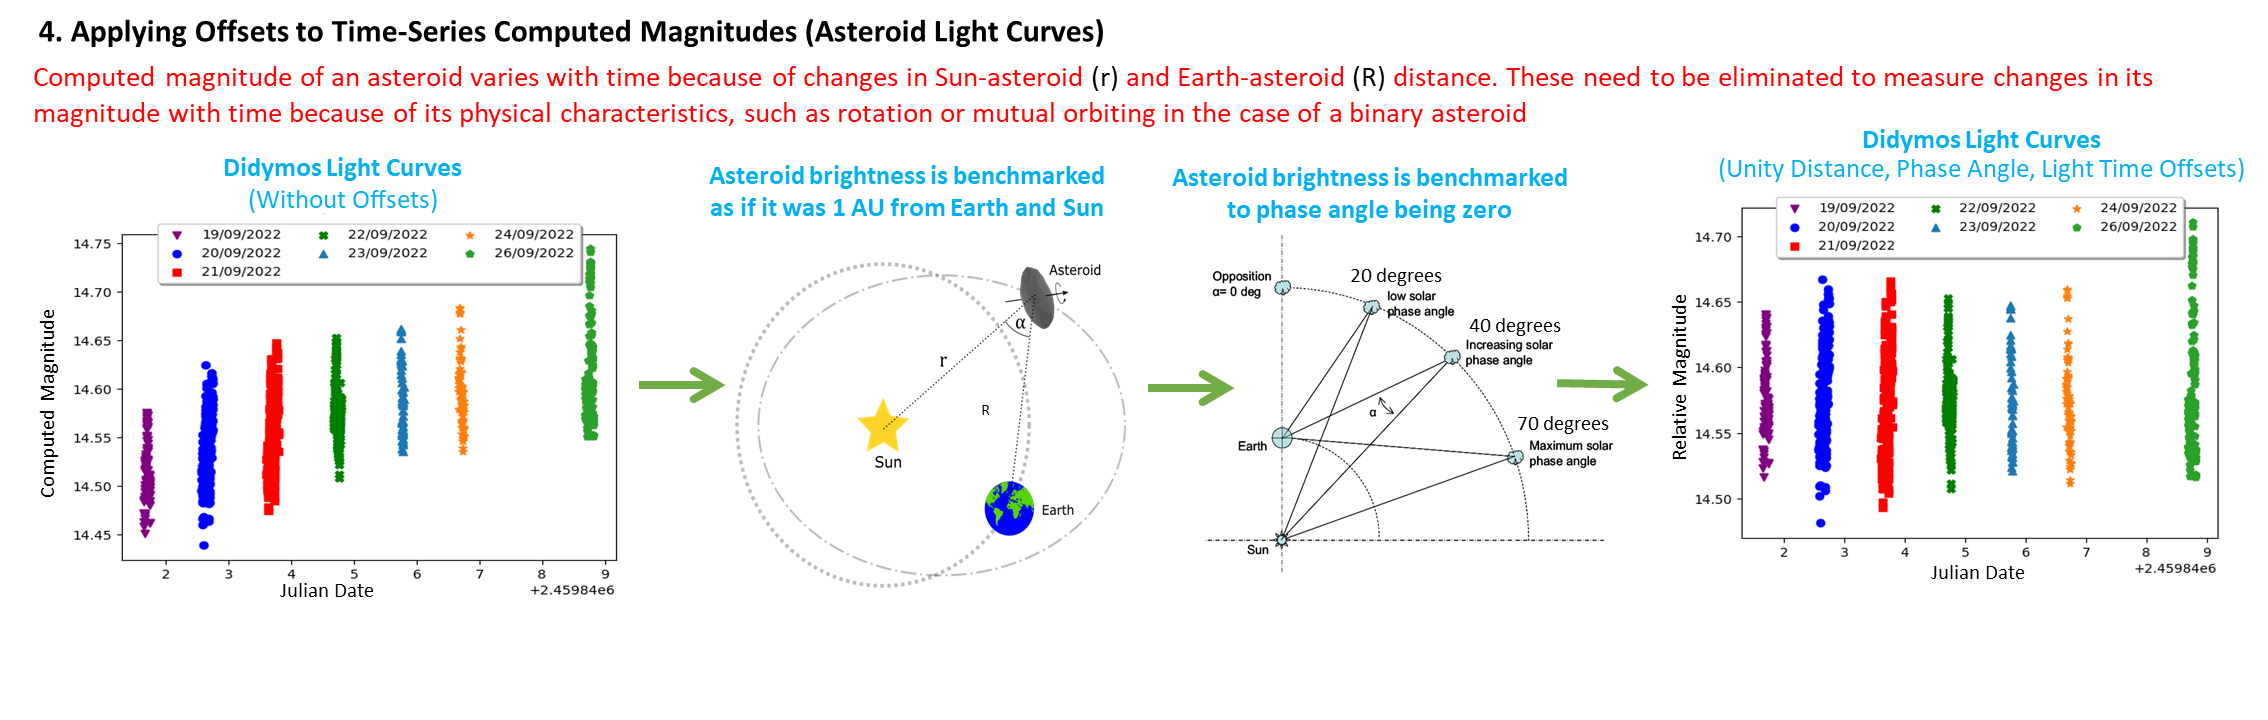 4. Applying Offsets to Time-Series Computed Magnitudes (Asteroid Light Curves)
Computed magnitude of an asteroid varies with time because of changes in Sun-asteroid (r) and Earth-asteroid (R) distance. These need to be eliminated to measure changes in its
magnitude with time because of its physical characteristics, such as rotation or mutual orbiting in the case of a binary asteroid
Didymos Light Curves
(Without Offsets)
19/09/2022
20/09/2022
21/09/2022
22/09/2022
23/09/2022
24/09/2022
26/09/2022
Computed Magnitude
14.75
14.70
14.65
14.60
14.55
14.50
14.45
2 3 4 5 6 7 8 9
Julian Date
+2.45984e6
Asteroid brightness is benchmarked
as if it was 1 AU from Earth and Sun
Asteroid
α
r
R
Sun
Earth
Asteroid brightness is benchmarked
to phase angle being zero
Opposition
α= 0 deg
20 degrees
low solar
phase angle
40 degrees
Increasing solar
phase angle
α
70 degrees
Maximum solar
phase angle
Earth
Sun
Didymos Light Curves
(Unity Distance, Phase Angle, Light Time Offsets)
19/09/2022
20/09/2022
21/09/2022
22/09/2022
23/09/2022
24/09/2022
26/09/2022
Relative Magnitude
14.70
14.65
14.60
14.55
14.50
2 3 4 5 6 7 8 9
Julian Date
+2.45984e6